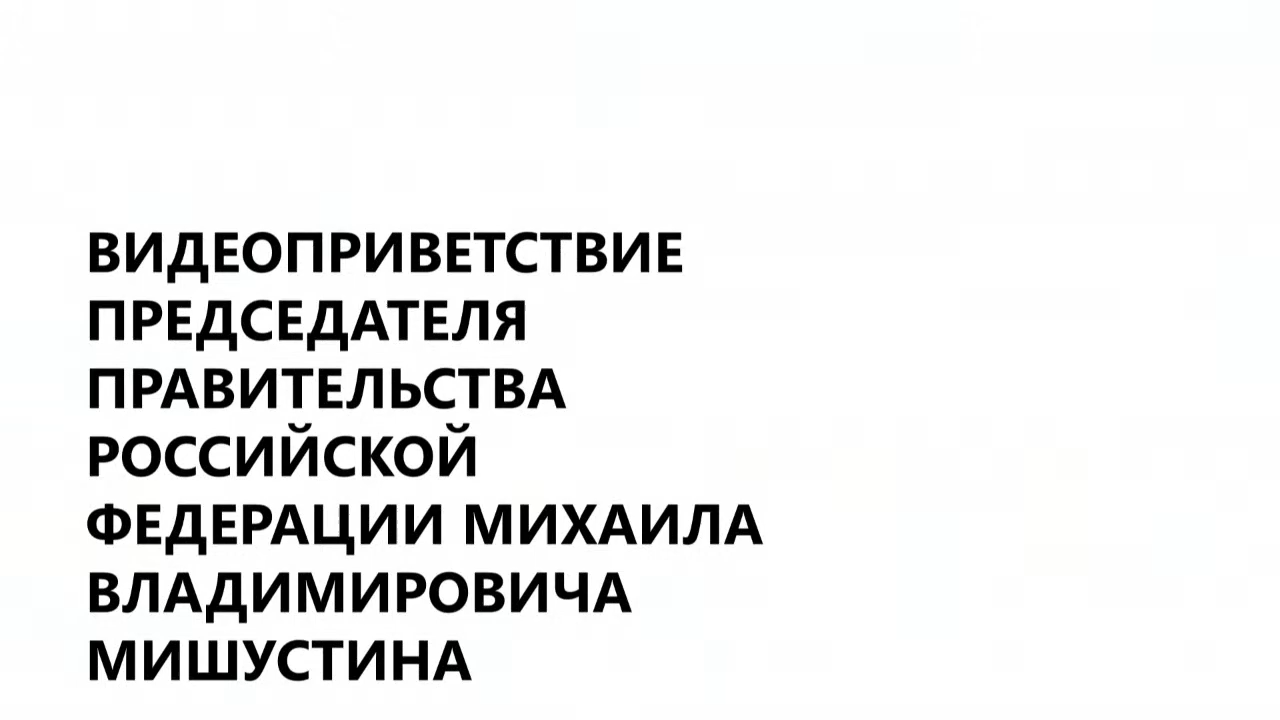 ВИДЕОПРИВЕТСТВИЕ
ПРЕДСЕДАТЕЛЯ
ПРАВИТЕЛЬСТВА
РОССИЙСКОЙ
ФЕДЕРАЦИИ МИХАИЛА
ВЛАДИМИРОВИЧА
МИШУСТИНА